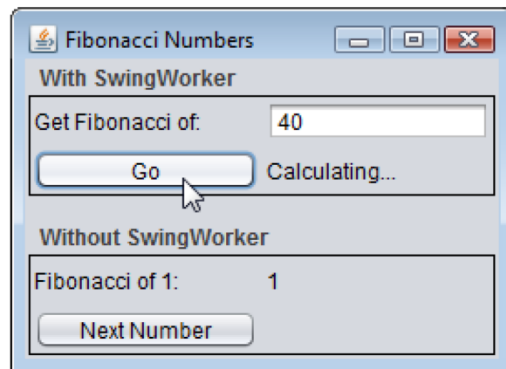 Fibonacci Numbers
With SwingWorker
Get Fibonacci of: 40
Go Calculating...
Without SwingWorker
Fibonacci of 1: 1
Next Number